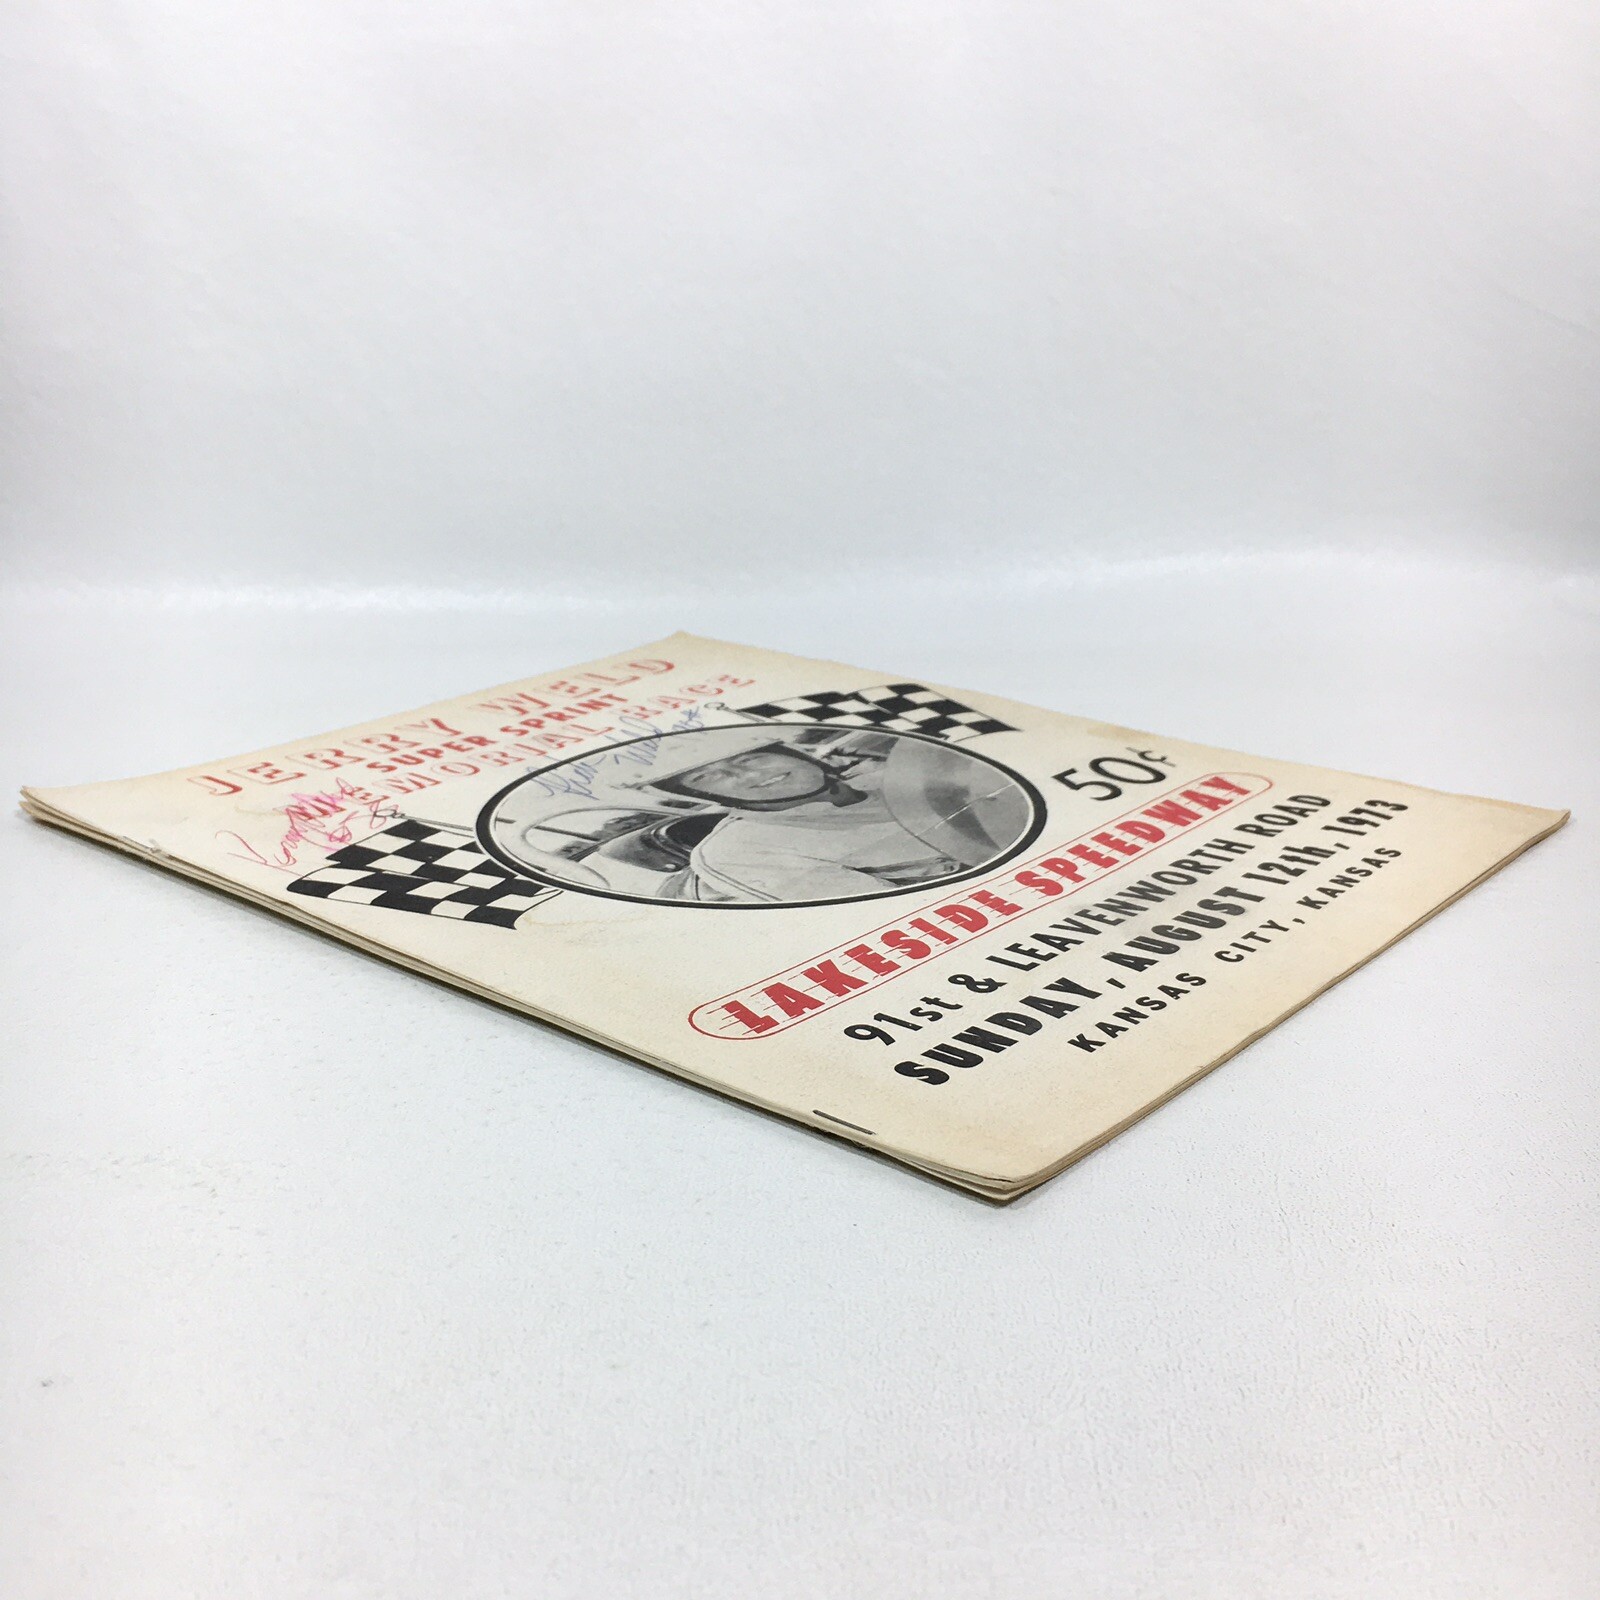 JERRY WELD
SUPER SPRINT
MEMORIAL RACE
50¢
LAKESIDE SPEEDWAY
91st & LEAVENWORTH ROAD
SUNDAY, AUGUST 12th, 1973
KANSAS CITY, KANSAS